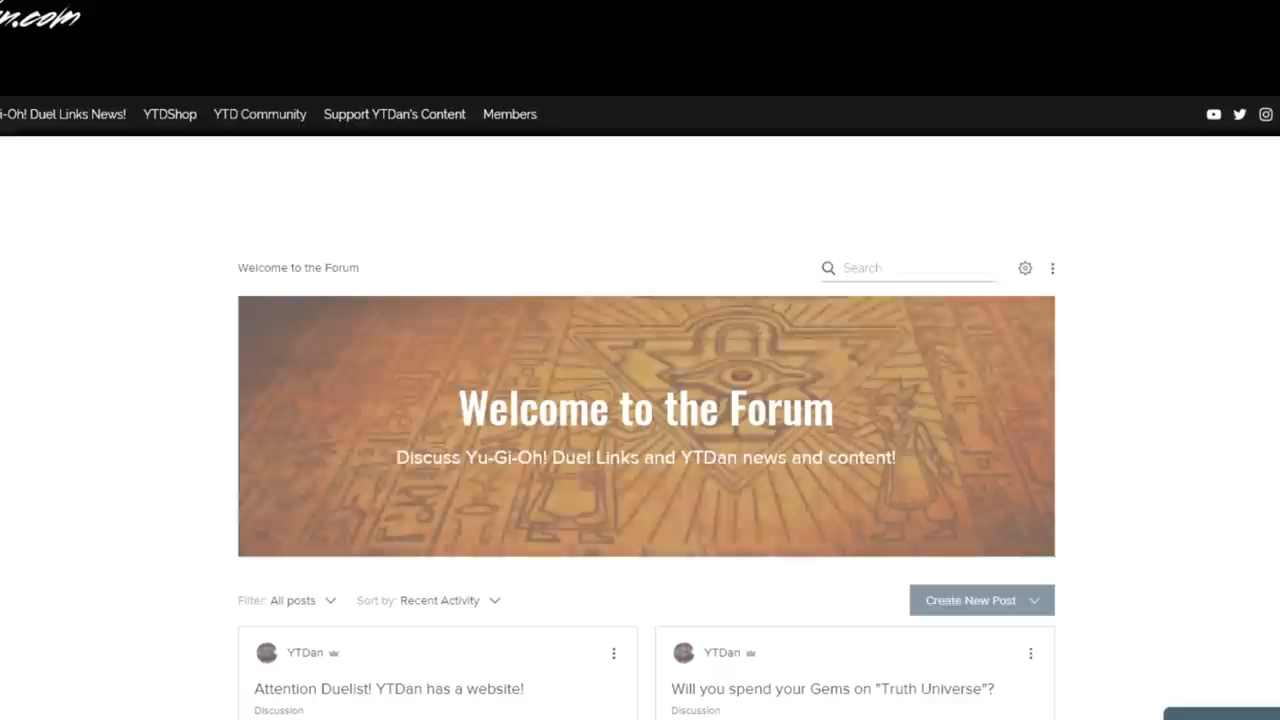 n.com
i-Oh! Duel Links News! YTDShop YTD Community Support YTDan's Content Members
Welcome to the Forum Search
Welcome to the Forum
Discuss Yu-Gi-Oh! Duel Links and YTDan news and content!
Filter: All posts Sort by: Recent Activity Create New Post
YTDan
Attention Duelist! YTDan has a website!
Discussion
YTDan
Will you spend your Gems on "Truth Universe"?
Discussion